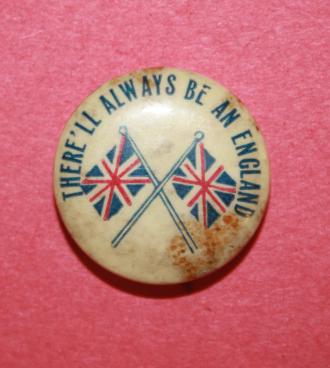 THERE'LL ALWAYS BE AN ENGLAND